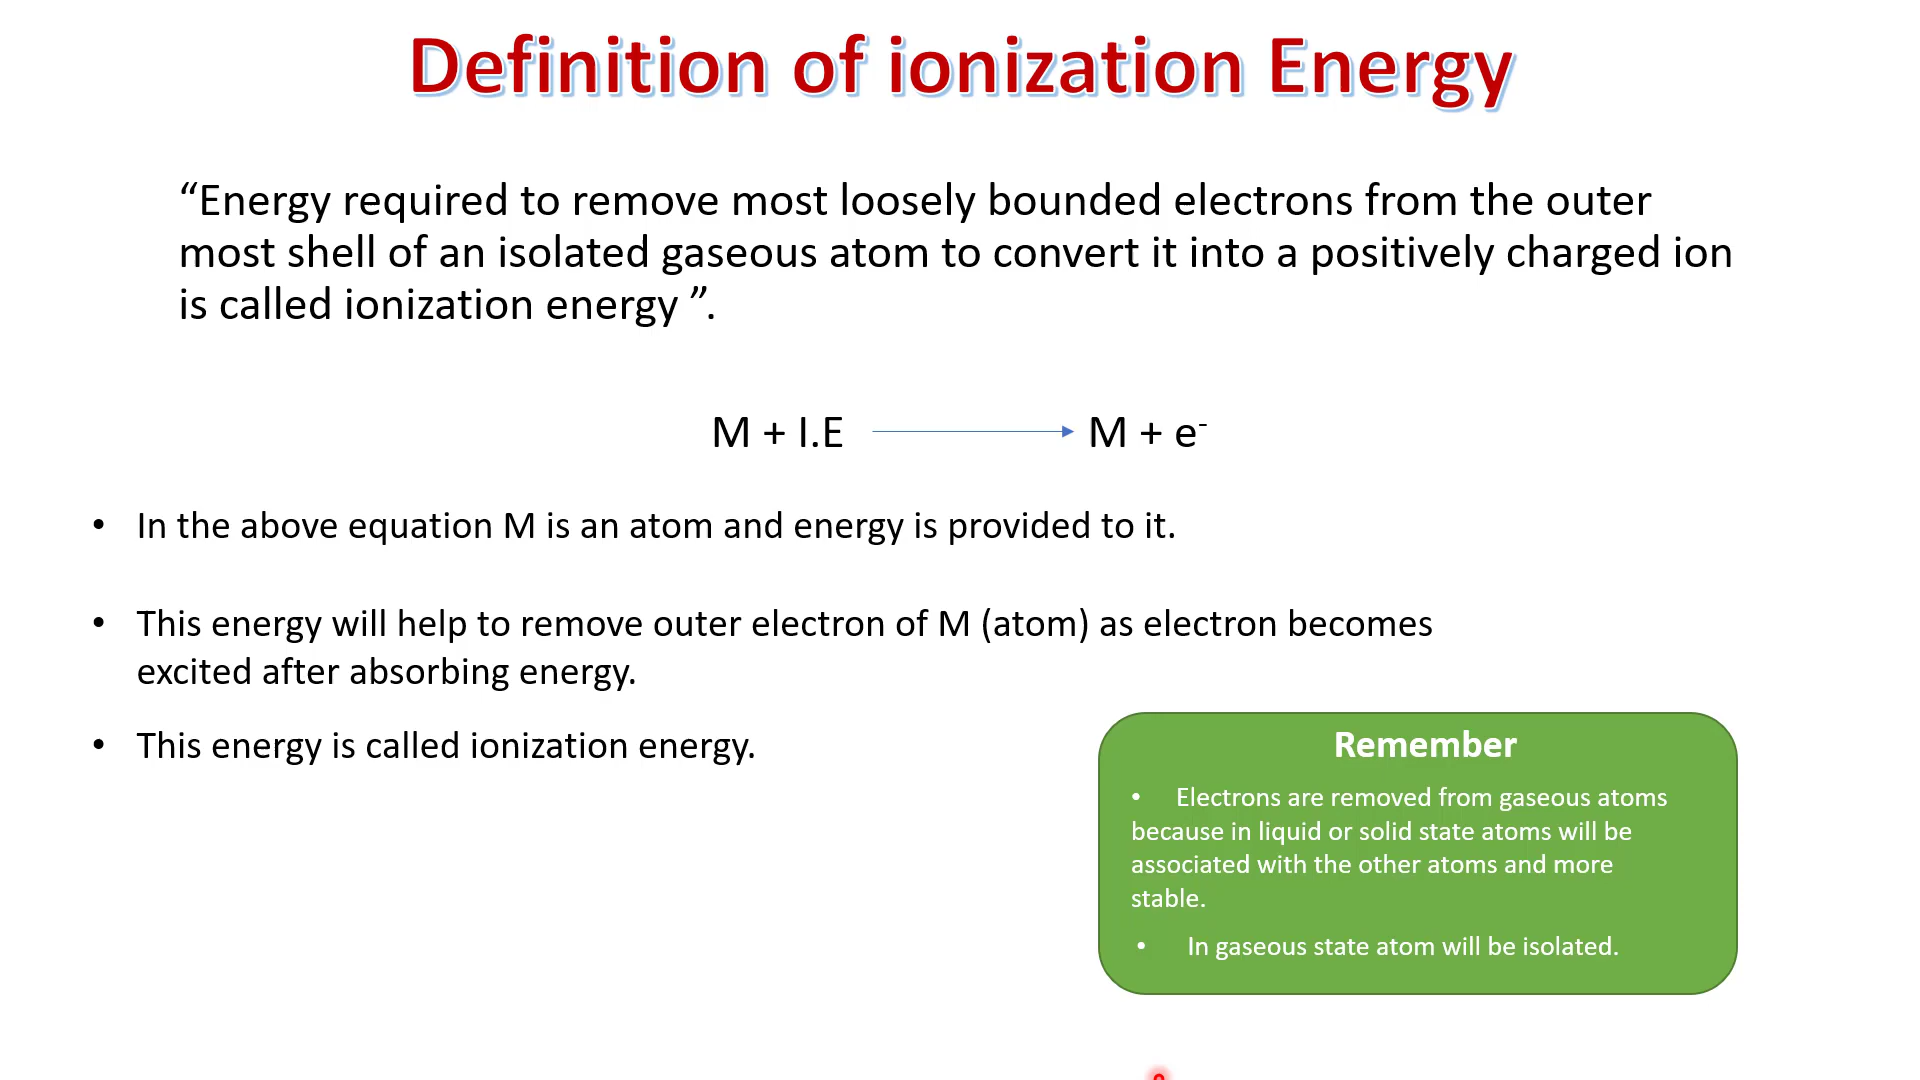 Definition of ionization Energy
“Energy required to remove most loosely bounded electrons from the outer
most shell of an isolated gaseous atom to convert it into a positively charged ion
is called ionization energy ”.
M + I.E → M + e⁻
• In the above equation M is an atom and energy is provided to it.
• This energy will help to remove outer electron of M (atom) as electron becomes
excited after absorbing energy.
• This energy is called ionization energy.
Remember
• Electrons are removed from gaseous atoms
because in liquid or solid state atoms will be
associated with the other atoms and more
stable.
• In gaseous state atom will be isolated.